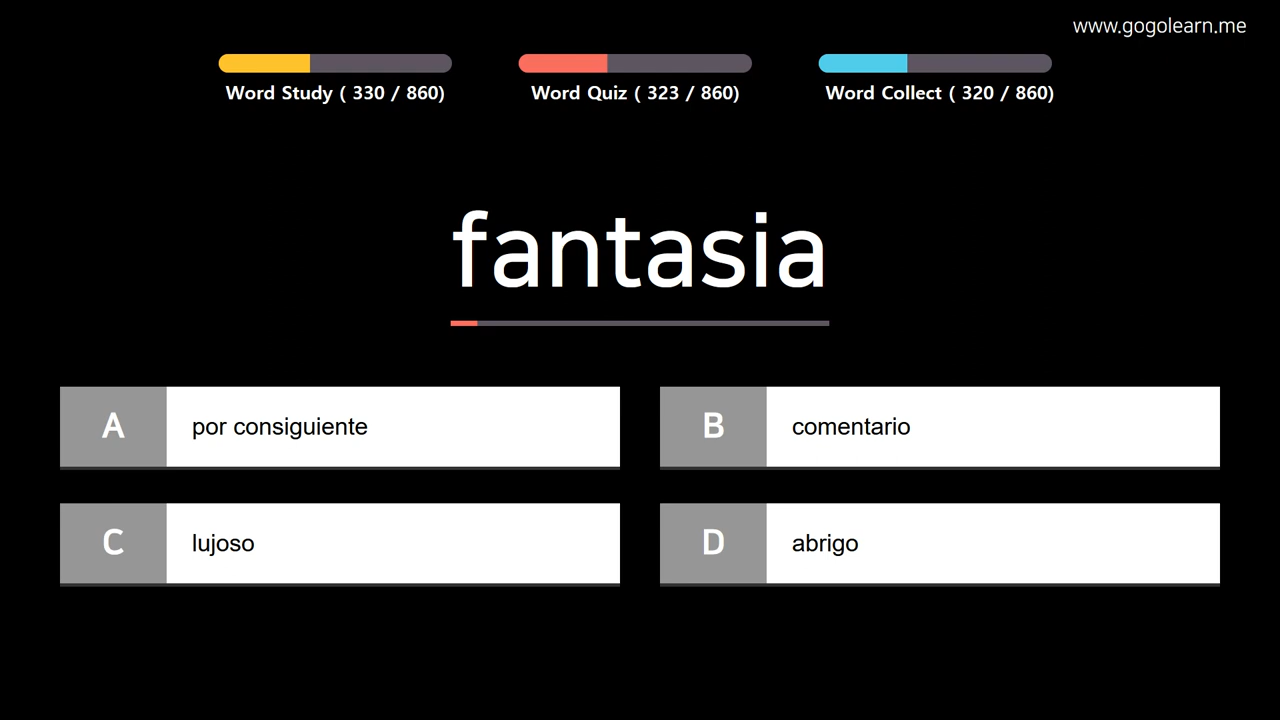 www.gogolearn.me
Word Study ( 330 / 860)
Word Quiz ( 323 / 860)
Word Collect ( 320 / 860)
fantasia
A por consiguiente
B comentario
C lujoso
D abrigo